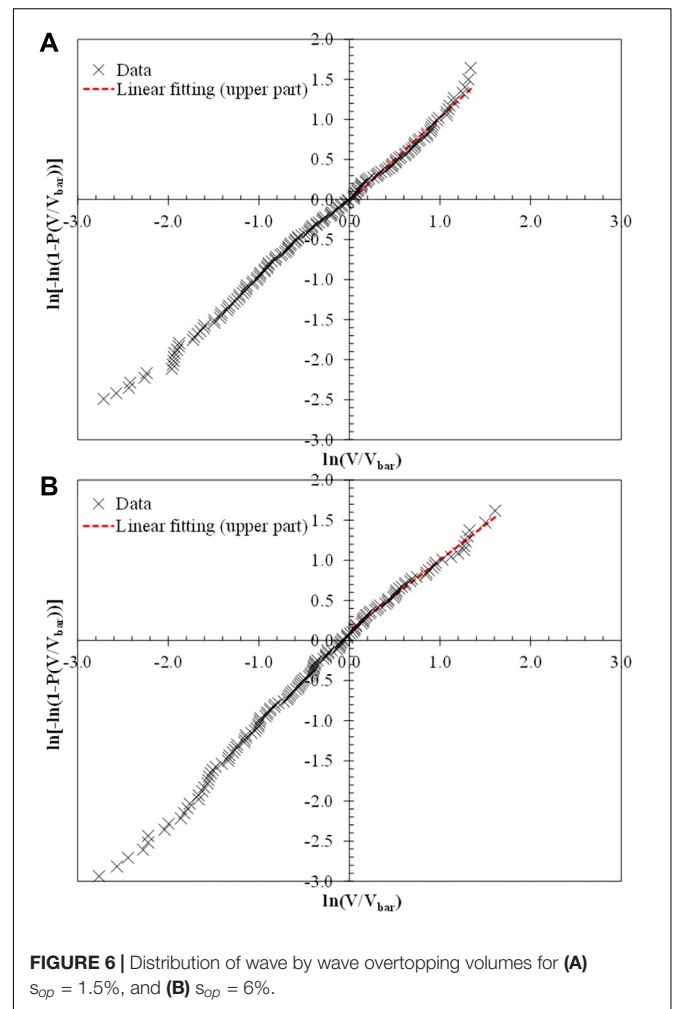 A
2.0
× Data
Linear fitting (upper part)
1.5
1.0
0.5
0.0
-3.0 -2.0 -1.0 0.0 1.0 2.0 3.0
-0.5
-1.0
-1.5
-2.0
-2.5
-3.0
ln[-ln(1-P(V/Vbar))]
ln(V/Vbar)
B
2.0
× Data
Linear fitting (upper part)
1.5
1.0
0.5
0.0
-3.0 -2.0 -1.0 0.0 1.0 2.0 3.0
-0.5
-1.0
-1.5
-2.0
-2.5
-3.0
ln[-ln(1-P(V/Vbar))]
ln(V/Vbar)
FIGURE 6 | Distribution of wave by wave overtopping volumes for (A)
sop = 1.5%, and (B) sop = 6%.